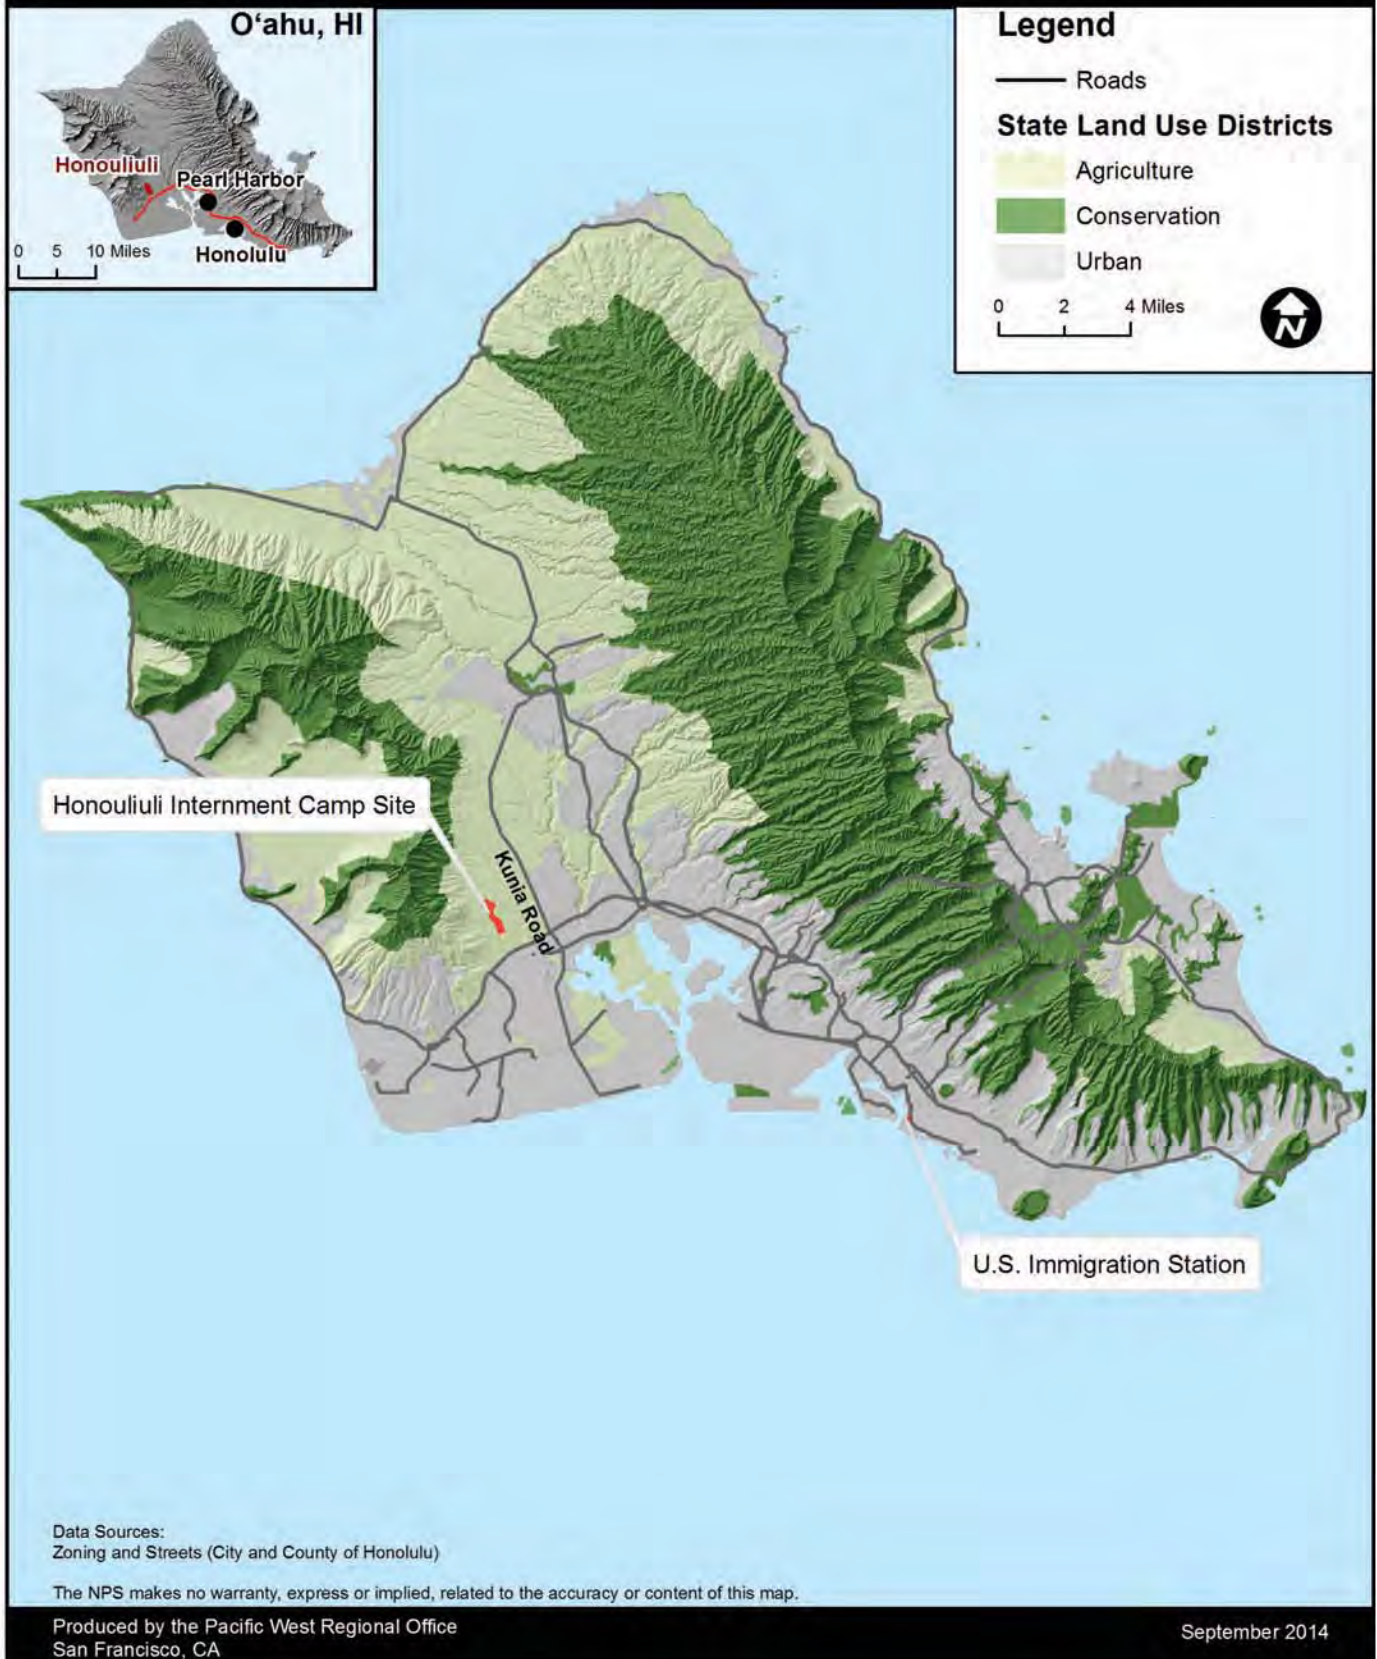 Oʻahu, HI
Honouliuli
Pearl Harbor
Honolulu
0 5 10 Miles
Legend
Roads
State Land Use Districts
Agriculture
Conservation
Urban
0 2 4 Miles
N
Honouliuli Internment Camp Site
Kunia Road
U.S. Immigration Station
Data Sources:
Zoning and Streets (City and County of Honolulu)
The NPS makes no warranty, express or implied, related to the accuracy or content of this map.
Produced by the Pacific West Regional Office
San Francisco, CA
September 2014